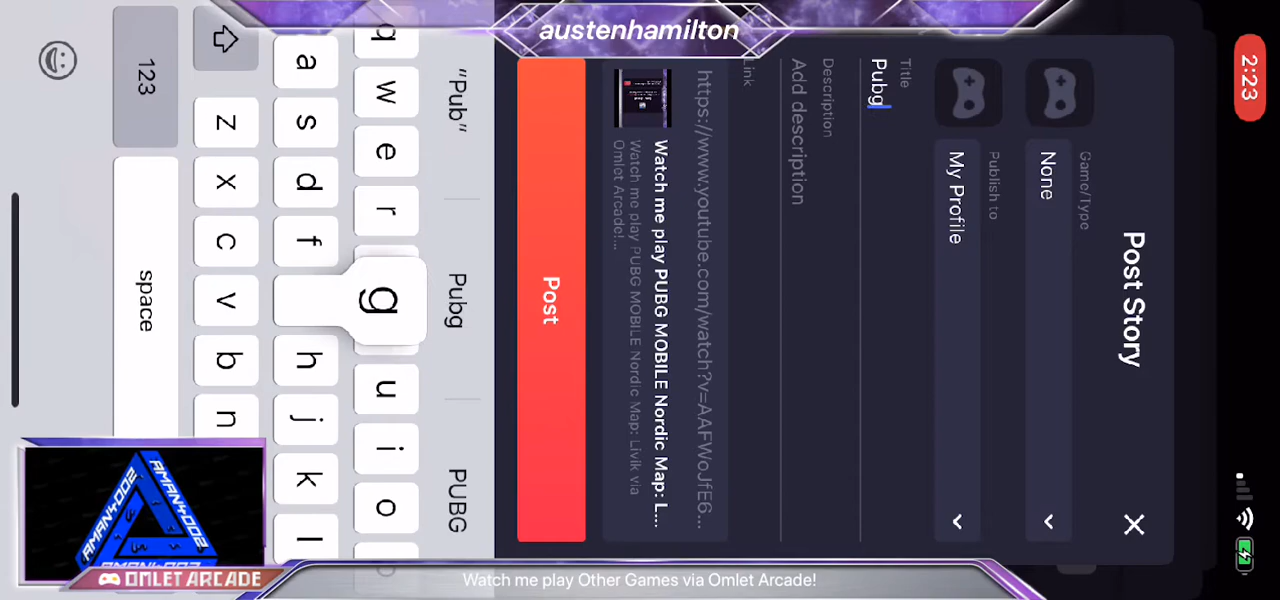 austenhamilton
2:23
Post Story
Game/Type
None
Publish to
My Profile
Title
Pubg
Description
Add description
Link
https://www.youtube.com/watch?v=AAFWoJfE6...
Watch me play PUBG MOBILE Nordic Map: L...
Watch me play PUBG MOBILE Nordic Map: Livik via
Omlet Arcade!...
Post
"Pub"
Pubg
PUBG
q w e r g u i o
a s d f h j k l
z x c v b n
123
space
AMAN4002
AMAN4002
AMAN4002
OMLET ARCADE
Watch me play Other Games via Omlet Arcade!